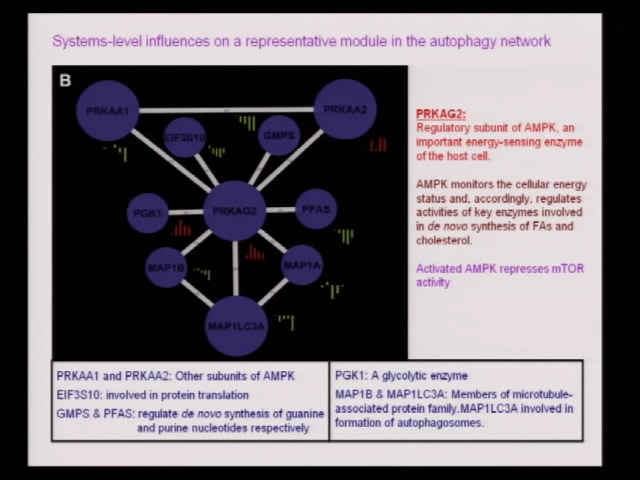 Systems-level influences on a representative module in the autophagy network
B
PRKAA1
PRKAA2
EIF3S10
GMPS
PGK1
PRKAG2
PFAS
MAP1B
MAP1A
MAP1LC3A
PRKAG2:
Regulatory subunit of AMPK, an
important energy-sensing enzyme
of the host cell.
AMPK monitors the cellular energy
status and, accordingly, regulates
activities of key enzymes involved
in de novo synthesis of FAs and
cholesterol.
Activated AMPK represses mTOR
activity
PRKAA1 and PRKAA2: Other subunits of AMPK
EIF3S10: involved in protein translation
GMPS & PFAS: regulate de novo synthesis of guanine
and purine nucleotides respectively
PGK1: A glycolytic enzyme
MAP1B & MAP1LC3A: Members of microtubule-
associated protein family.MAP1LC3A involved in
formation of autophagosomes.